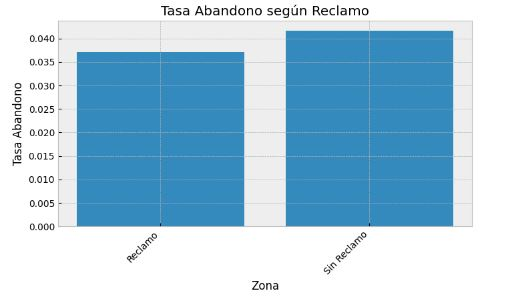 Tasa Abandono según Reclamo
0.040
0.035
0.030
0.025
0.020
0.015
0.010
0.005
0.000
Tasa Abandono
Reclamo
Sin Reclamo
Zona